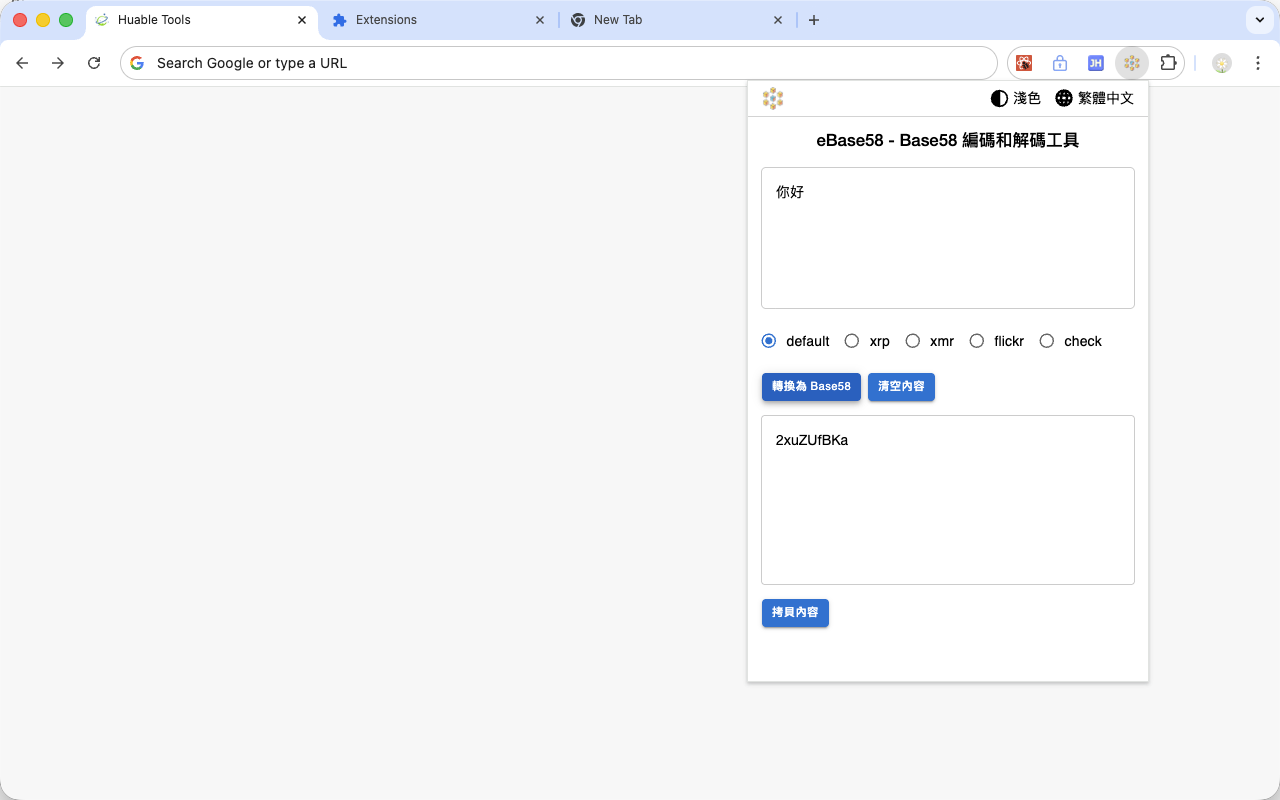 Huable Tools
Extensions
New Tab
Search Google or type a URL
JH
淺色
繁體中文
eBase58 - Base58 編碼和解碼工具
你好
default xrp xmr flickr check
轉換為 Base58 清空內容
2xuZUfBKa
拷貝內容